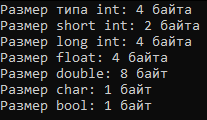 Размер типа int: 4 байта
Размер short int: 2 байта
Размер long int: 4 байта
Размер float: 4 байта
Размер double: 8 байт
Размер char: 1 байт
Размер bool: 1 байт